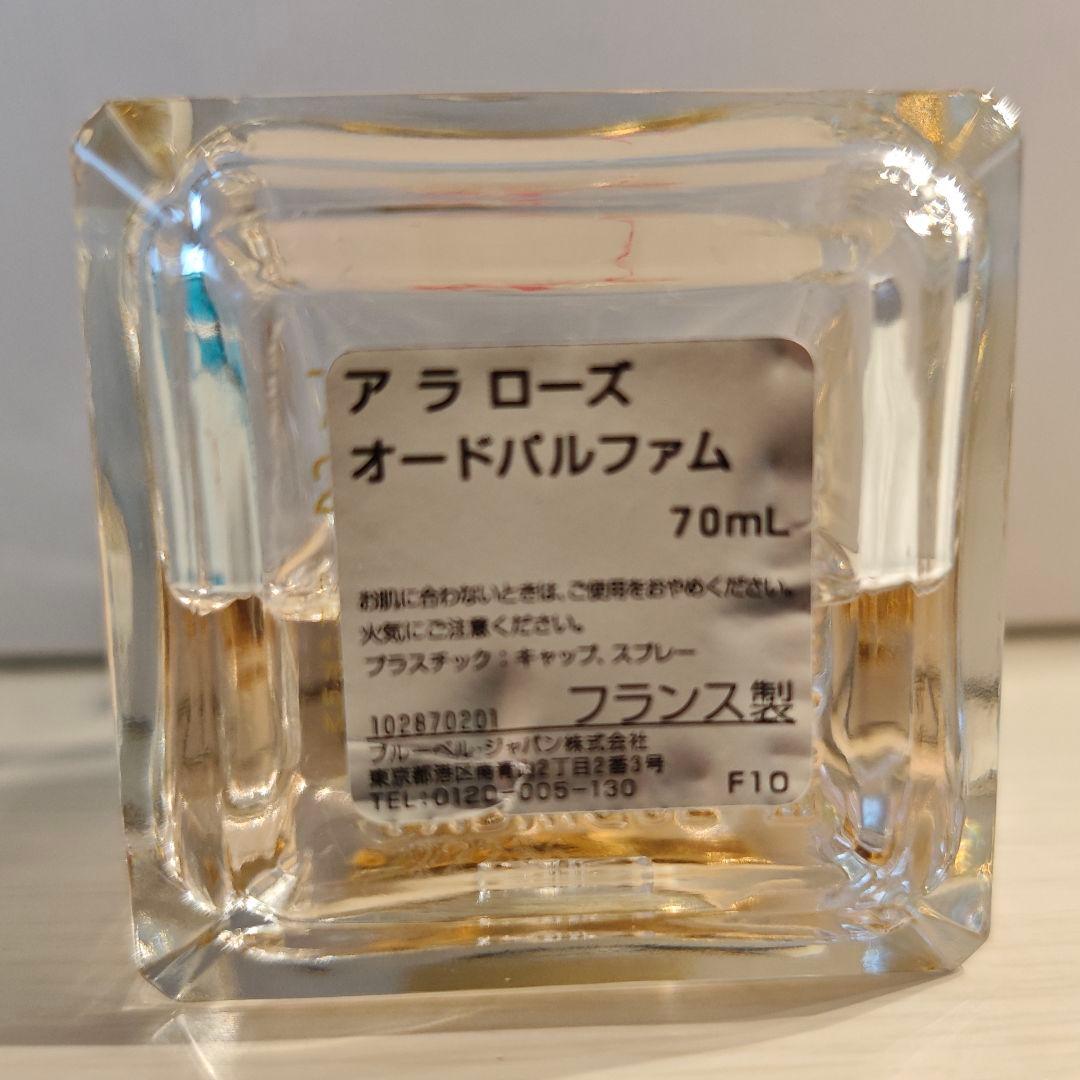 ア ラ ローズ
オードパルファム
70mL
お肌に合わないときは、ご使用をおやめください。
火気にご注意ください。
プラスチック：キャップ、スプレー
フランス製
102870201
ブルーベル・ジャパン株式会社
東京都港区南青山2丁目2番3号
TEL:0120-005-130
F10